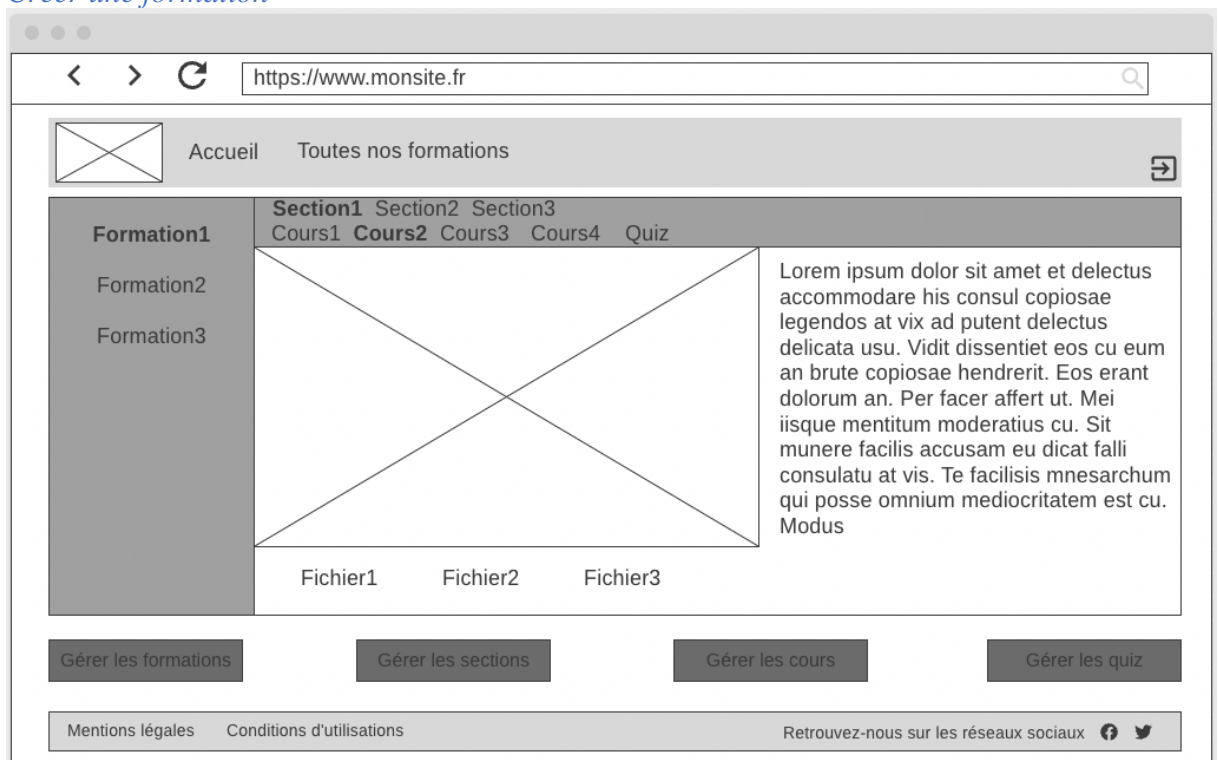 Créer une formation
https://www.monsite.fr
Accueil Toutes nos formations
Formation1
Formation2
Formation3
Section1 Section2 Section3
Cours1 Cours2 Cours3 Cours4 Quiz
Lorem ipsum dolor sit amet et delectus
accommodare his consul copiosae
legendos at vix ad putent delectus
delicata usu. Vidit dissentiet eos cu eum
an brute copiosae hendrerit. Eos erant
dolorum an. Per facer affert ut. Mei
iisque mentitum moderatius cu. Sit
munere facilis accusam eu dicat falli
consulatu at vis. Te facilisis mnesarchum
qui posse omnium mediocritatem est cu.
Modus
Fichier1 Fichier2 Fichier3
Gérer les formations Gérer les sections Gérer les cours Gérer les quiz
Mentions légales Conditions d'utilisations Retrouvez-nous sur les réseaux sociaux